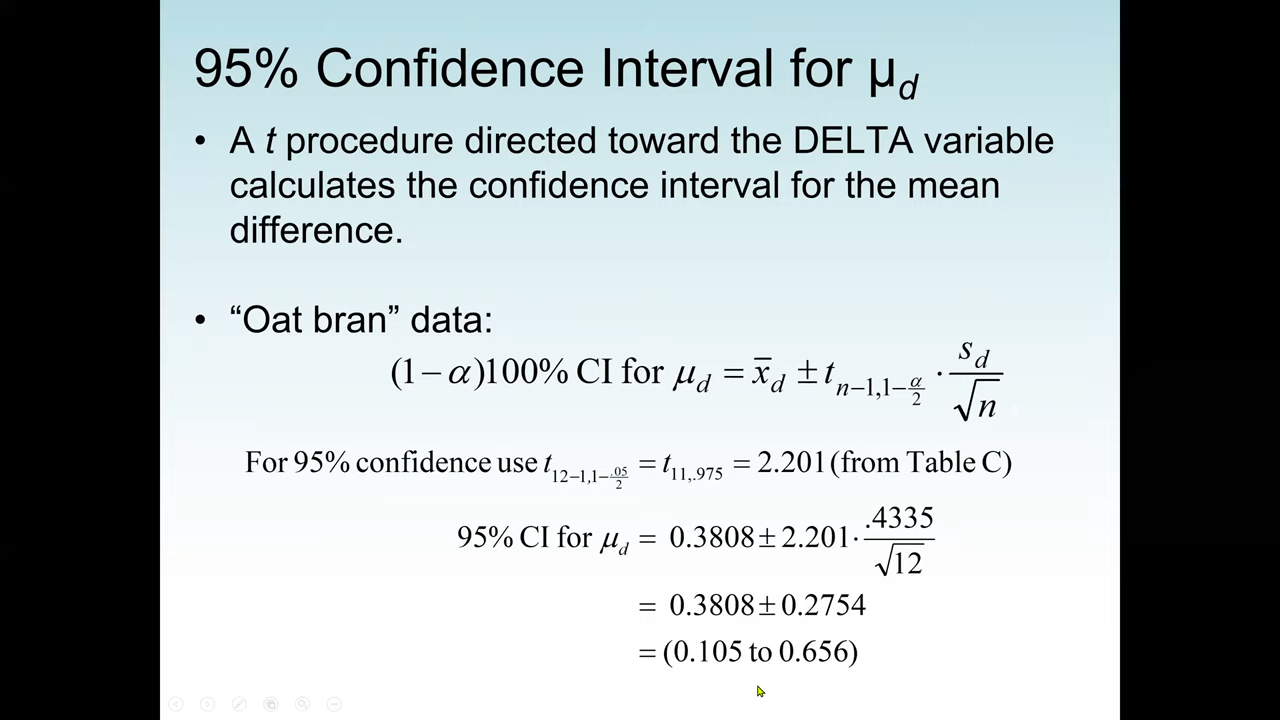 95% Confidence Interval for µd
• A t procedure directed toward the DELTA variable
calculates the confidence interval for the mean
difference.
• “Oat bran” data:
(1 − α)100% CI for μd = x̄d ± tn−1,1−α/2 · sd/√n
For 95% confidence use t12−1,1−.05/2 = t11,.975 = 2.201 (from Table C)
95% CI for μd = 0.3808 ± 2.201 · .4335/√12
= 0.3808 ± 0.2754
= (0.105 to 0.656)